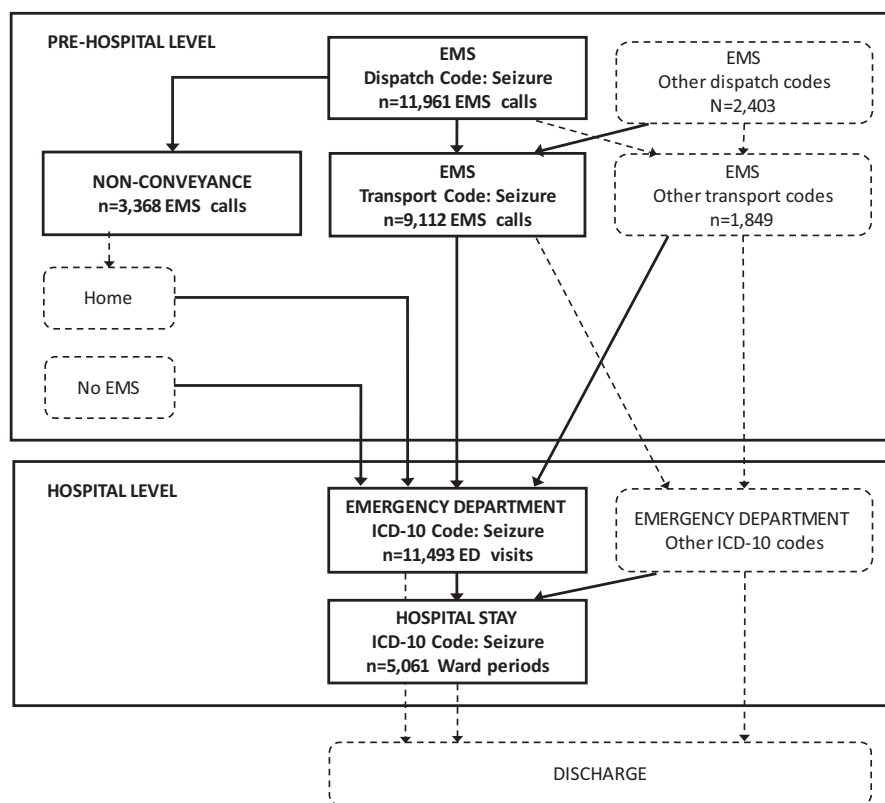 PRE-HOSPITAL LEVEL
EMS
Dispatch Code: Seizure
n=11,961 EMS calls
EMS
Other dispatch codes
N=2,403
NON-CONVEYANCE
n=3,368 EMS calls
EMS
Transport Code: Seizure
n=9,112 EMS calls
EMS
Other transport codes
n=1,849
Home
No EMS
HOSPITAL LEVEL
EMERGENCY DEPARTMENT
ICD-10 Code: Seizure
n=11,493 ED visits
EMERGENCY DEPARTMENT
Other ICD-10 codes
HOSPITAL STAY
ICD-10 Code: Seizure
n=5,061 Ward periods
DISCHARGE